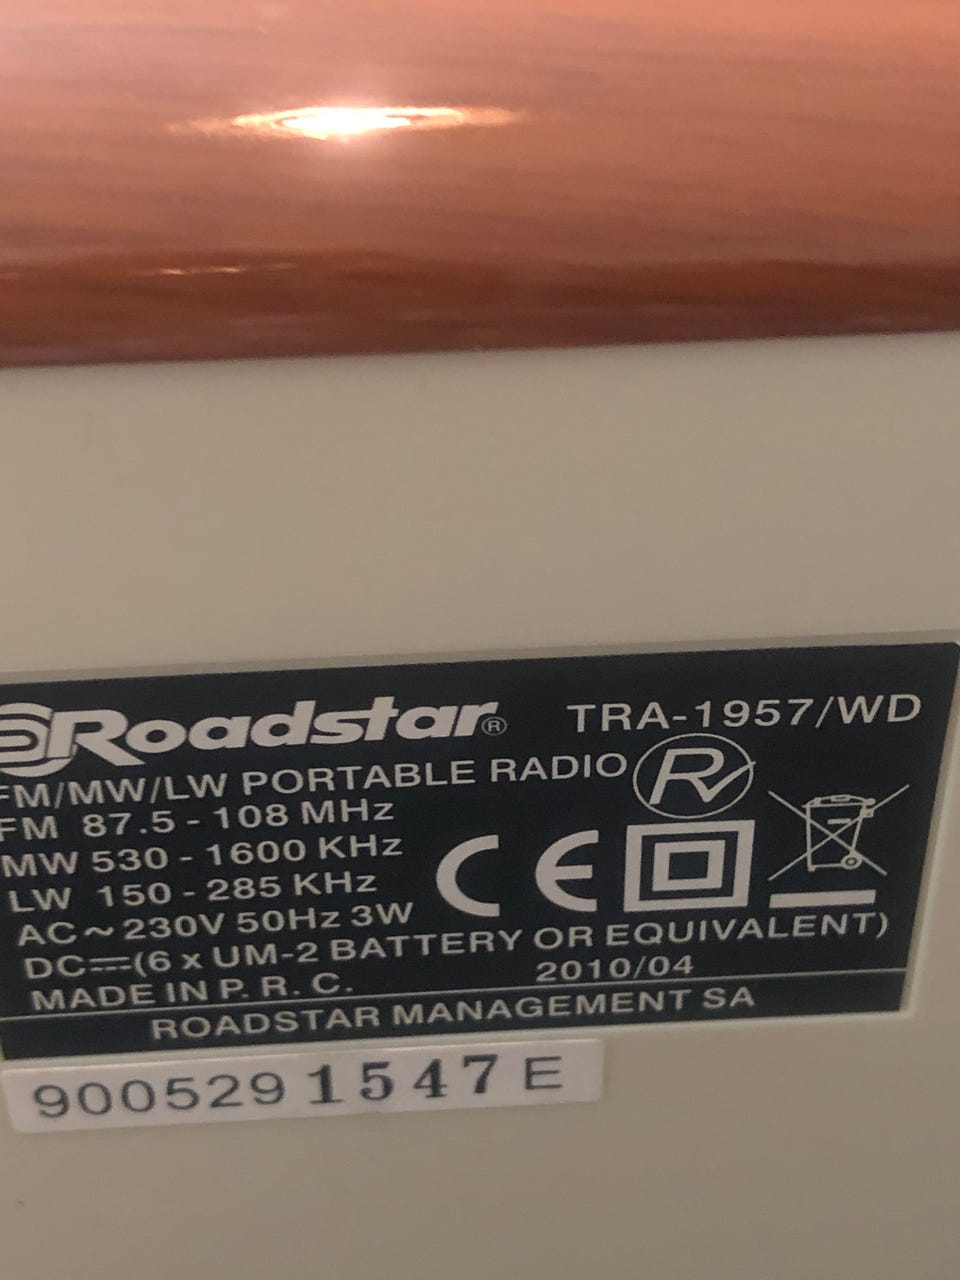 Roadstar® TRA-1957/WD
FM/MW/LW PORTABLE RADIO R
FM 87.5 - 108 MHz
MW 530 - 1600 KHz
LW 150 - 285 KHz CE
AC ~ 230V 50Hz 3W
DC⎓(6 x UM-2 BATTERY OR EQUIVALENT)
MADE IN P. R. C. 2010/04
ROADSTAR MANAGEMENT SA
9005291547E